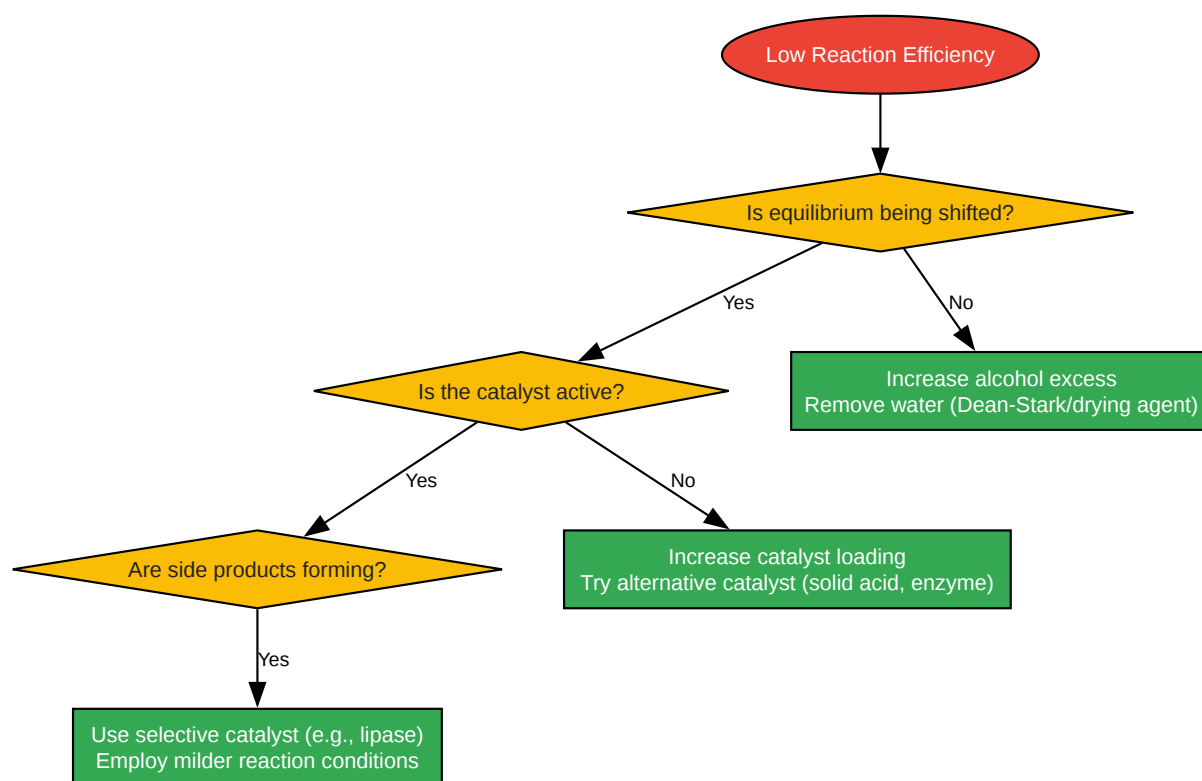 Low Reaction Efficiency
Is equilibrium being shifted?
Yes
No
Is the catalyst active?
Increase alcohol excess
Remove water (Dean-Stark/drying agent)
Yes
No
Are side products forming?
Increase catalyst loading
Try alternative catalyst (solid acid, enzyme)
Yes
Use selective catalyst (e.g., lipase)
Employ milder reaction conditions